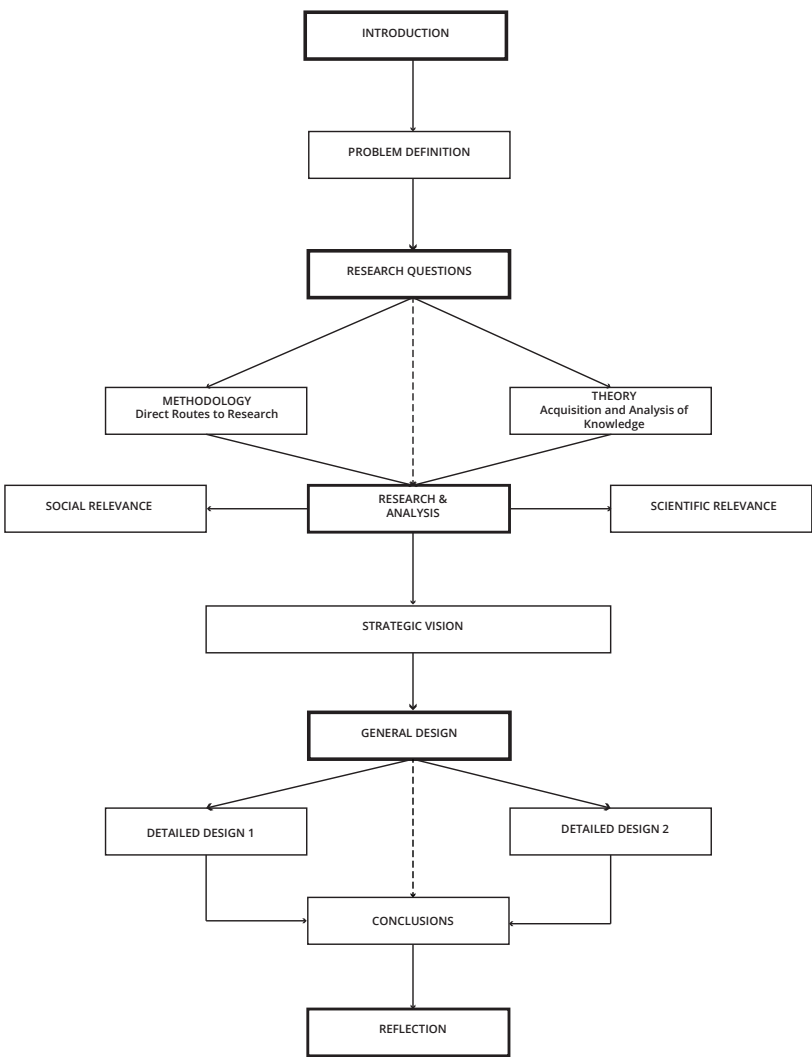 INTRODUCTION
PROBLEM DEFINITION
RESEARCH QUESTIONS
METHODOLOGY
Direct Routes to Research
THEORY
Acquisition and Analysis of
Knowledge
SOCIAL RELEVANCE
RESEARCH &
ANALYSIS
SCIENTIFIC RELEVANCE
STRATEGIC VISION
GENERAL DESIGN
DETAILED DESIGN 1
DETAILED DESIGN 2
CONCLUSIONS
REFLECTION